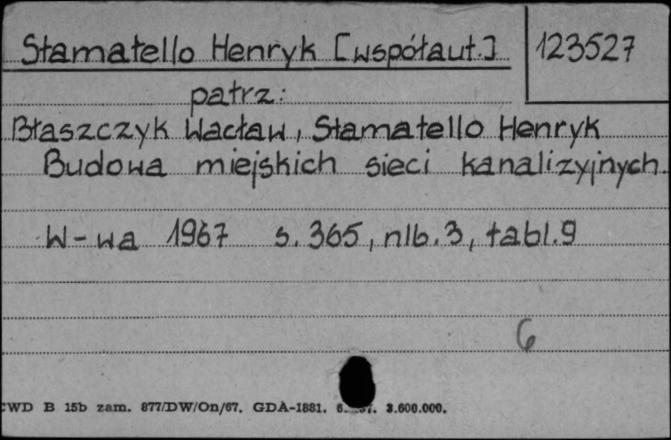 Stamatello Henryk [współaut.] 123527
patrz:
Błaszczyk Wacław, Stamatello Henryk
Budowa miejskich sieci kanalizyjnych.
W-wa 1967 s. 365, nlb. 3, tabl. 9
6
CWD B 15b zam. 877/DW/On/67. GDA-1881. 3.600.000.